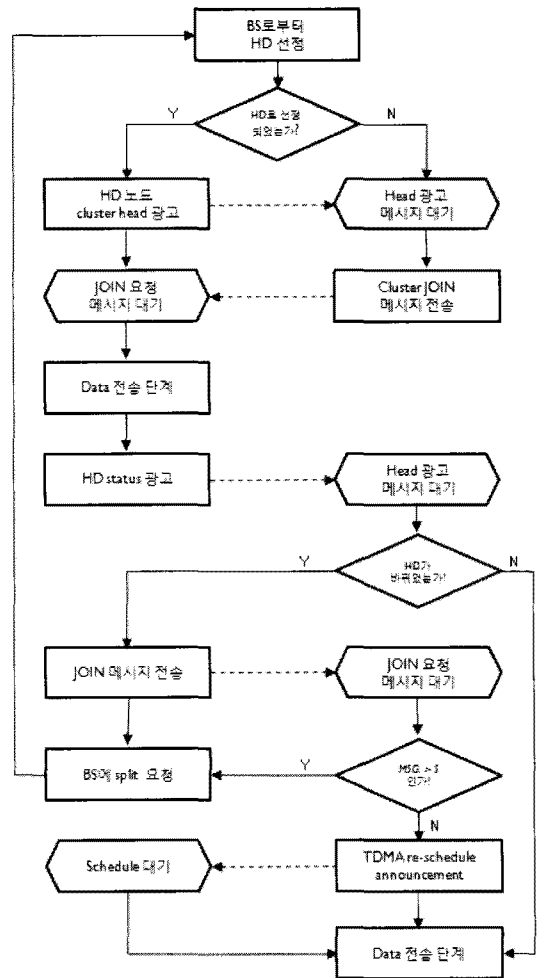 BS로부터
HD 선정
HD로 선정
되었는가?
Y
N
HD 노드
cluster head 광고
Head 광고
메시지 대기
JOIN 요청
메시지 대기
Cluster JOIN
메시지 전송
Data 전송 단계
HD status 광고
Head 광고
메시지 대기
HD가
바뀌었는가?
Y
N
JOIN 메시지 전송
JOIN 요청
메시지 대기
BS에 split 요청
Y
MSG. > S
인가?
N
Schedule 대기
TDMA re-schedule
announcement
Data 전송 단계